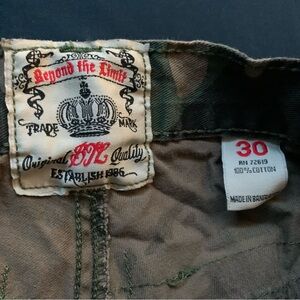 Beyond the Limit
TRADE MARK
Original BTL Quality
ESTABLISH 1986
30
RN 72619
100% COTTON
MADE IN